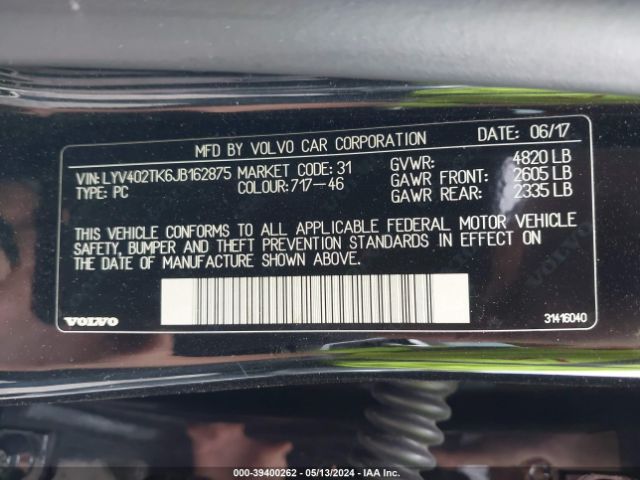 MFD BY VOLVO CAR CORPORATION DATE: 06/17
VIN: LYV402TK6JB162875 MARKET CODE: 31 GVWR: 4820 LB
TYPE: PC COLOUR: 717-46 GAWR FRONT: 2605 LB
GAWR REAR: 2335 LB
THIS VEHICLE CONFORMS TO ALL APPLICABLE FEDERAL MOTOR VEHICLE
SAFETY, BUMPER AND THEFT PREVENTION STANDARDS IN EFFECT ON
THE DATE OF MANUFACTURE SHOWN ABOVE.
VOLVO 31416040
000-39400262 - 05/13/2024 - IAA Inc.